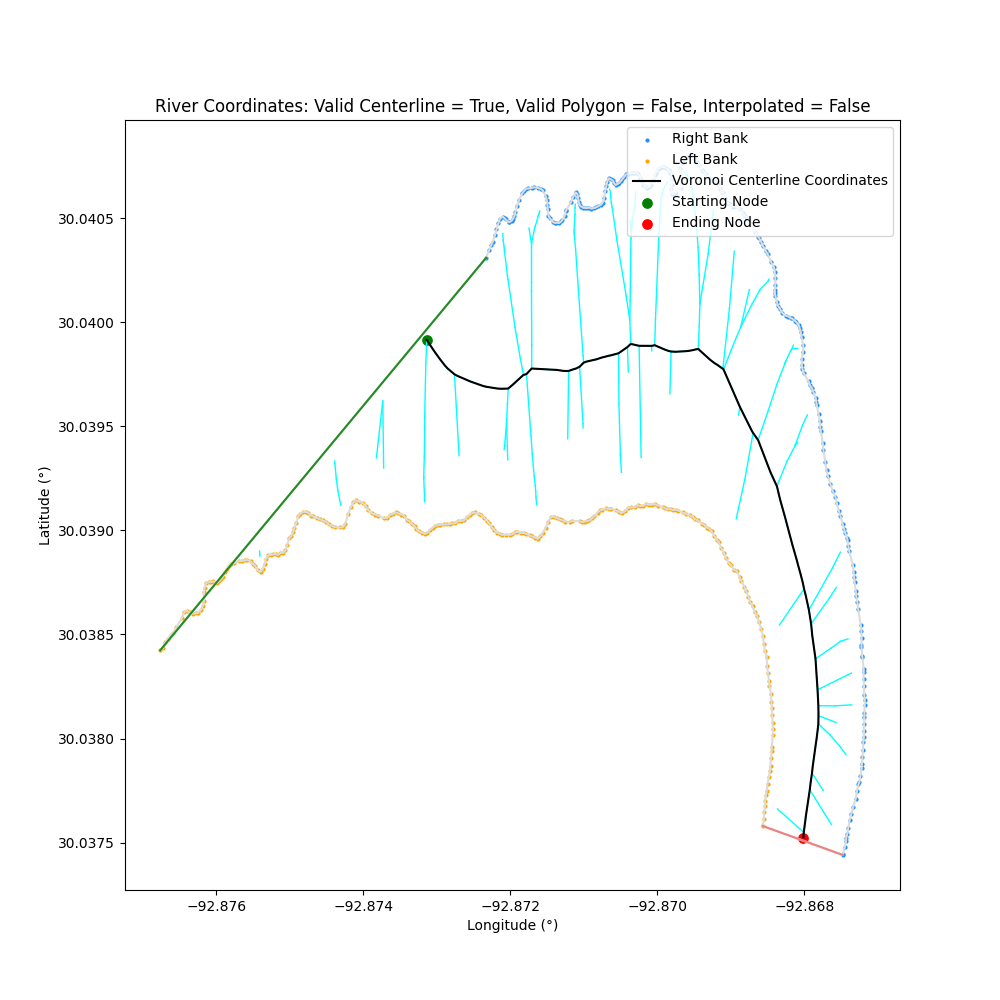 River Coordinates: Valid Centerline = True, Valid Polygon = False, Interpolated = False
Right Bank
Left Bank
Voronoi Centerline Coordinates
Starting Node
Ending Node
Latitude (°)
30.0405
30.0400
30.0395
30.0390
30.0385
30.0380
30.0375
−92.876
−92.874
−92.872
−92.870
−92.868
Longitude (°)